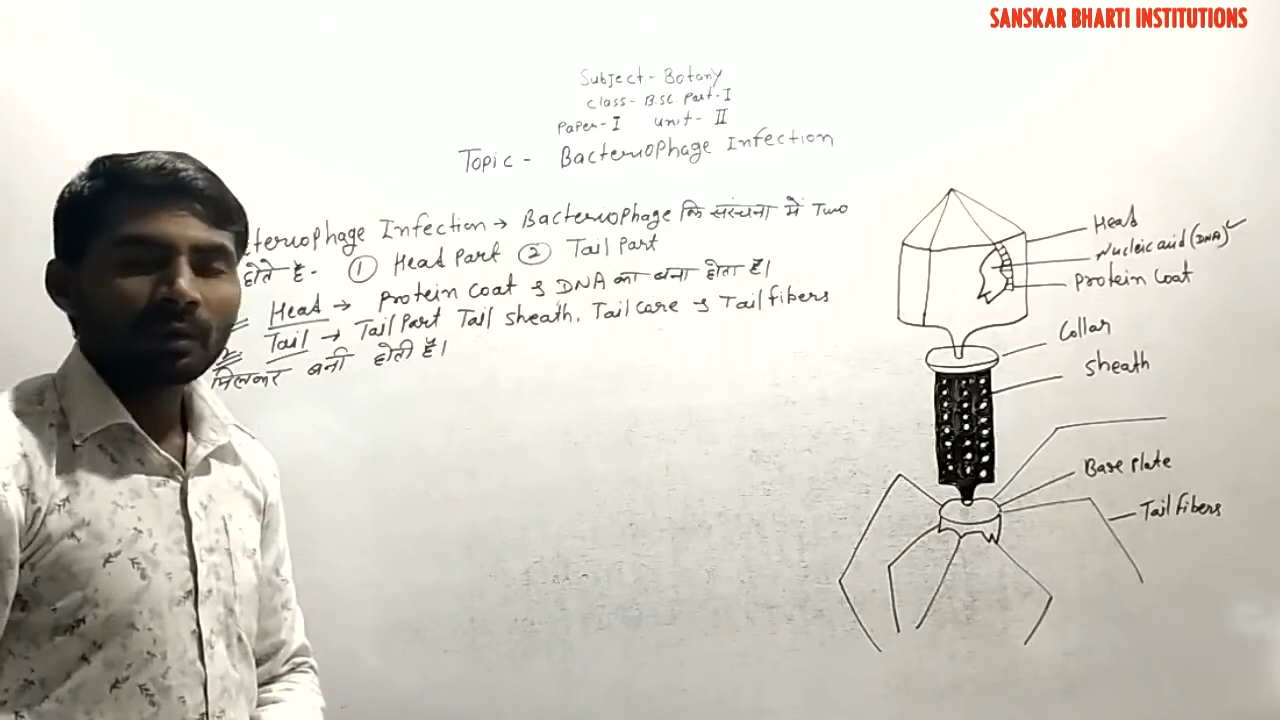 SANSKAR BHARTI INSTITUTIONS
Subject - Botany
Class - B.SC. Part - I
Paper - I Unit - II
Topic - Bacteriophage Infection
teriophage Infection → Bacteriophage कि संरचना में Two
होते है - ① Head Part ② Tail Part
Head → Protein Coat व DNA का बना होता है।
Tail → Tail Part Tail sheath, Tail care व Tail fibers
मिलकर बनी होती है।
Head
Nucleic acid (DNA)
Protein Coat
Collar
Sheath
Base plate
Tail fibers